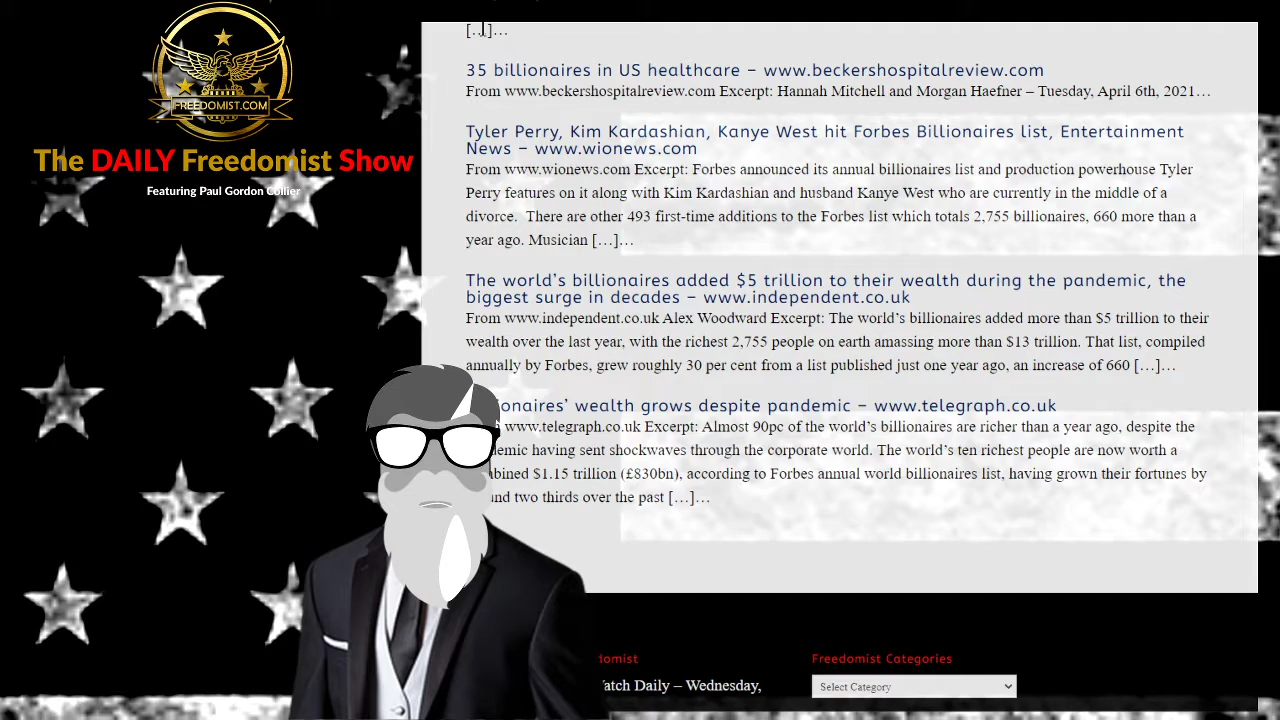 FREEDOMIST.COM
The DAILY Freedomist Show
Featuring Paul Gordon Collier
[…]…
35 billionaires in US healthcare – www.beckershospitalreview.com
From www.beckershospitalreview.com Excerpt: Hannah Mitchell and Morgan Haefner – Tuesday, April 6th, 2021…
Tyler Perry, Kim Kardashian, Kanye West hit Forbes Billionaires list, Entertainment
News – www.wionews.com
From www.wionews.com Excerpt: Forbes announced its annual billionaires list and production powerhouse Tyler
Perry features on it along with Kim Kardashian and husband Kanye West who are currently in the middle of a
divorce.  There are other 493 first-time additions to the Forbes list which totals 2,755 billionaires, 660 more than a
year ago. Musician […]…
The world’s billionaires added $5 trillion to their wealth during the pandemic, the
biggest surge in decades – www.independent.co.uk
From www.independent.co.uk Alex Woodward Excerpt: The world’s billionaires added more than $5 trillion to their
wealth over the last year, with the richest 2,755 people on earth amassing more than $13 trillion. That list, compiled
annually by Forbes, grew roughly 30 per cent from a list published just one year ago, an increase of 660 […]…
wealth grows despite pandemic – www.telegraph.co.uk
www.telegraph.co.uk Excerpt: Almost 90pc of the world’s billionaires are richer than a year ago, despite the
having sent shockwaves through the corporate world. The world’s ten richest people are now worth a
$1.15 trillion (£830bn), according to Forbes annual world billionaires list, having grown their fortunes by
two thirds over the past […]…
Daily – Wednesday,
Freedomist Categories
Select Category